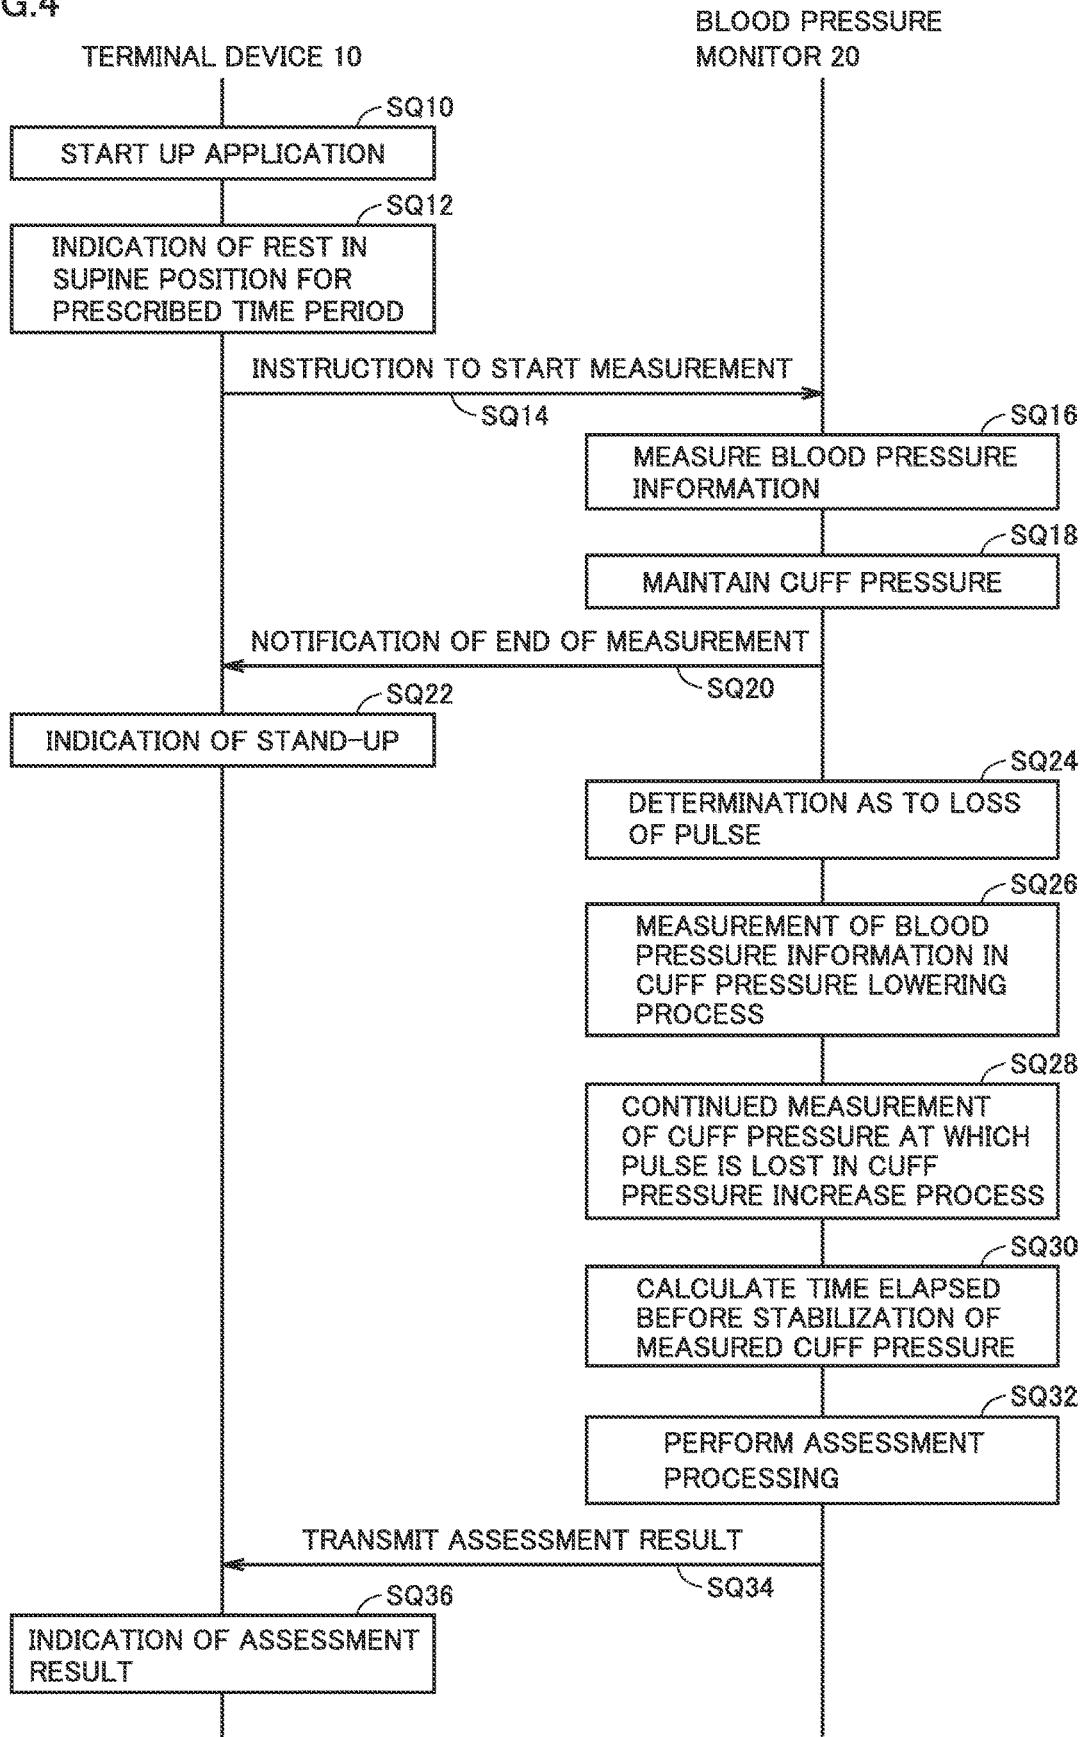 G.4
BLOOD PRESSURE
MONITOR 20
TERMINAL DEVICE 10
SQ10
START UP APPLICATION
SQ12
INDICATION OF REST IN
SUPINE POSITION FOR
PRESCRIBED TIME PERIOD
INSTRUCTION TO START MEASUREMENT
SQ14
SQ16
MEASURE BLOOD PRESSURE
INFORMATION
SQ18
MAINTAIN CUFF PRESSURE
NOTIFICATION OF END OF MEASUREMENT
SQ20
SQ22
INDICATION OF STAND-UP
SQ24
DETERMINATION AS TO LOSS
OF PULSE
SQ26
MEASUREMENT OF BLOOD
PRESSURE INFORMATION IN
CUFF PRESSURE LOWERING
PROCESS
SQ28
CONTINUED MEASUREMENT
OF CUFF PRESSURE AT WHICH
PULSE IS LOST IN CUFF
PRESSURE INCREASE PROCESS
SQ30
CALCULATE TIME ELAPSED
BEFORE STABILIZATION OF
MEASURED CUFF PRESSURE
SQ32
PERFORM ASSESSMENT
PROCESSING
TRANSMIT ASSESSMENT RESULT
SQ34
SQ36
INDICATION OF ASSESSMENT
RESULT